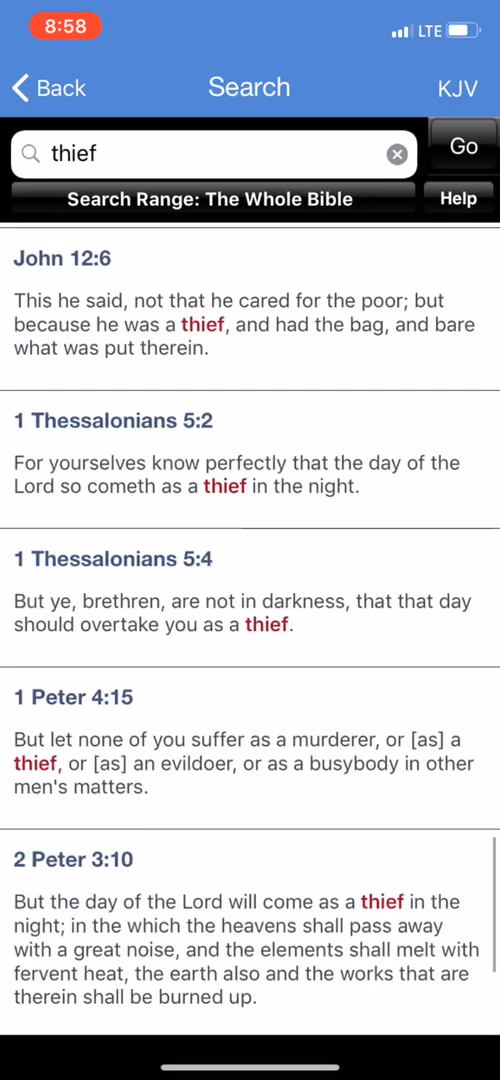 8:58
LTE
Back
Search
KJV
thief
Go
Search Range: The Whole Bible
Help
John 12:6
This he said, not that he cared for the poor; but
because he was a thief, and had the bag, and bare
what was put therein.
1 Thessalonians 5:2
For yourselves know perfectly that the day of the
Lord so cometh as a thief in the night.
1 Thessalonians 5:4
But ye, brethren, are not in darkness, that that day
should overtake you as a thief.
1 Peter 4:15
But let none of you suffer as a murderer, or [as] a
thief, or [as] an evildoer, or as a busybody in other
men's matters.
2 Peter 3:10
But the day of the Lord will come as a thief in the
night; in the which the heavens shall pass away
with a great noise, and the elements shall melt with
fervent heat, the earth also and the works that are
therein shall be burned up.